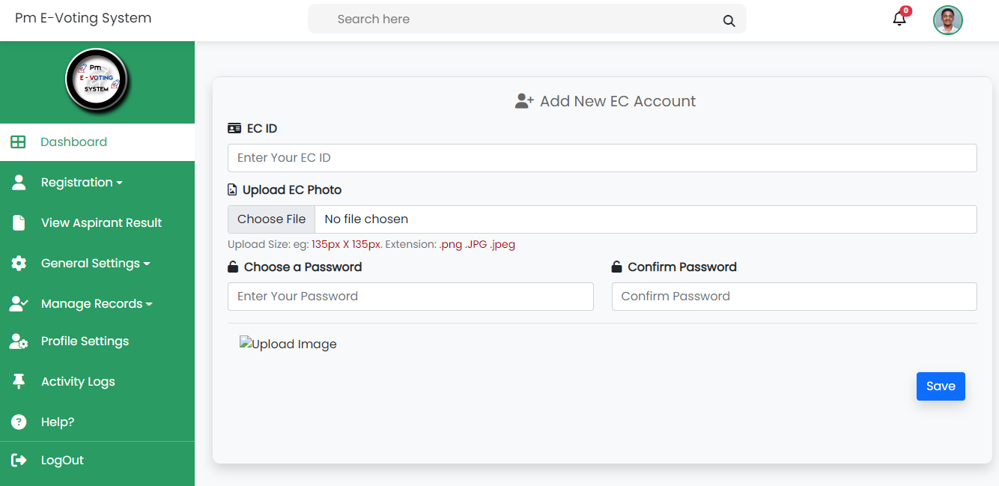 Pm E-Voting System
Search here
0
Pm
E - VOTING
SYSTEM
Dashboard
Registration
View Aspirant Result
General Settings
Manage Records
Profile Settings
Activity Logs
Help?
LogOut
Add New EC Account
EC ID
Enter Your EC ID
Upload EC Photo
Choose File No file chosen
Upload Size: eg: 135px X 135px. Extension: .png .JPG .jpeg
Choose a Password Confirm Password
Enter Your Password Confirm Password
Upload Image
Save